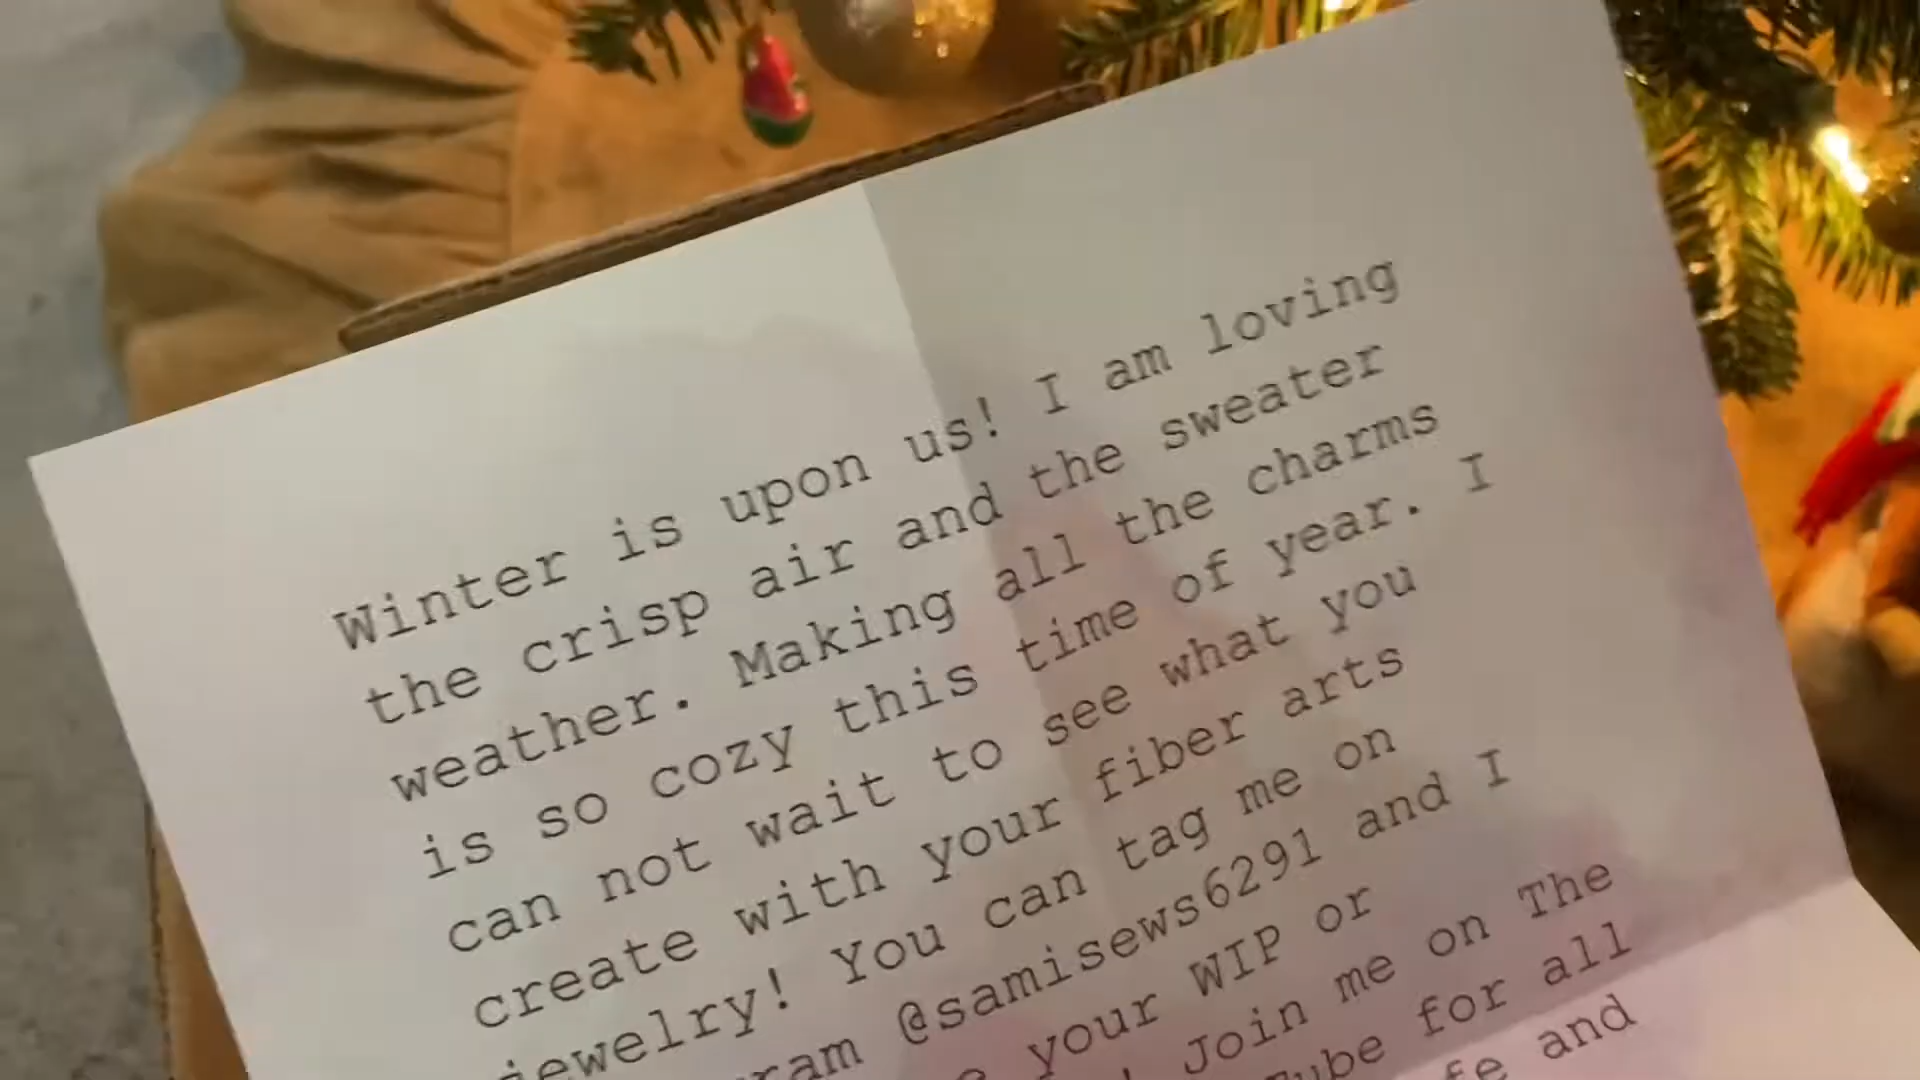 Winter is upon us! I am loving
the crisp air and the sweater
weather. Making all the charms
is so cozy this time of year. I
can not wait to see what you
create with your fiber arts
jewelry! You can tag me on
@samisews6291 and I
your WIP or
Join me on The
for all
and